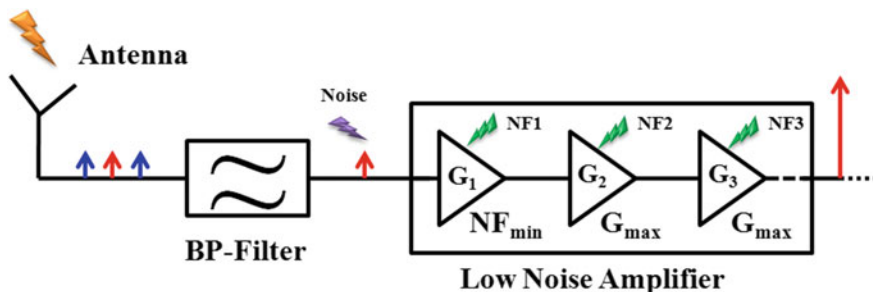 Antenna
Noise
NF1
NF2
NF3
G1
G2
G3
NFmin
Gmax
Gmax
BP-Filter
Low Noise Amplifier